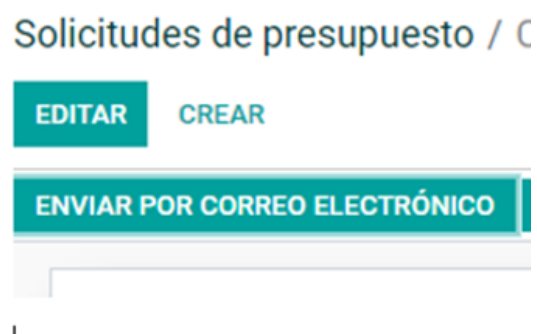 Solicitudes de presupuesto /
EDITAR CREAR
ENVIAR POR CORREO ELECTRÓNICO